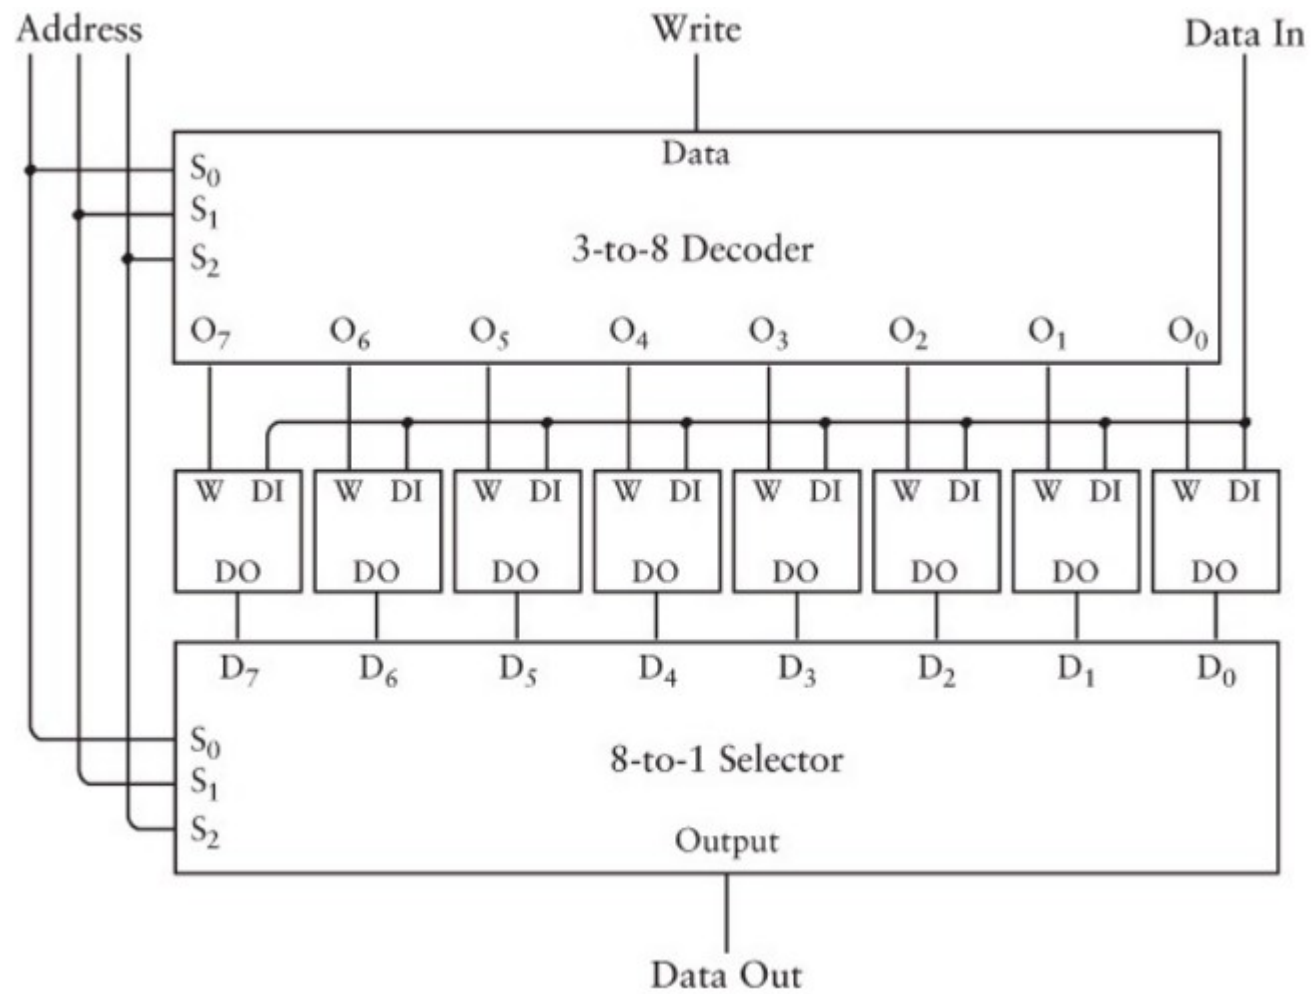 Address Write Data In
Data
S₀
S₁
3-to-8 Decoder
S₂
O₇ O₆ O₅ O₄ O₃ O₂ O₁ O₀
W DI W DI W DI W DI W DI W DI W DI W DI
DO DO DO DO DO DO DO DO
D₇ D₆ D₅ D₄ D₃ D₂ D₁ D₀
S₀
8-to-1 Selector
S₁
S₂
Output
Data Out